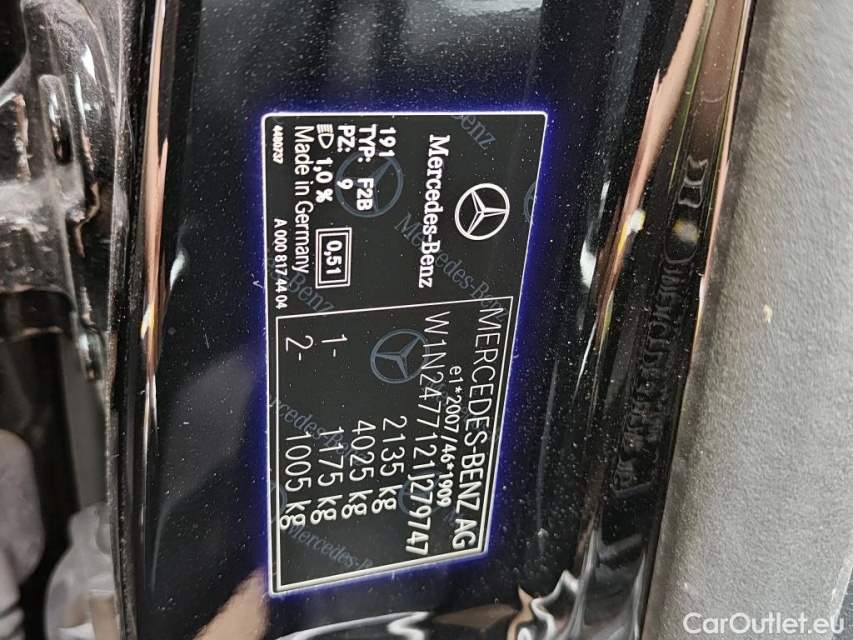 Mercedes-Benz
191
TYP: F2B
PZ: 9
1,0 %
Made in Germany
0,51
4480737
A 000 817 44 04
MERCEDES-BENZ AG
e1*2007/46*1909
W1N2477121J279747
2135 kg
4025 kg
1- 1175 kg
2- 1005 kg
CarOutlet.eu